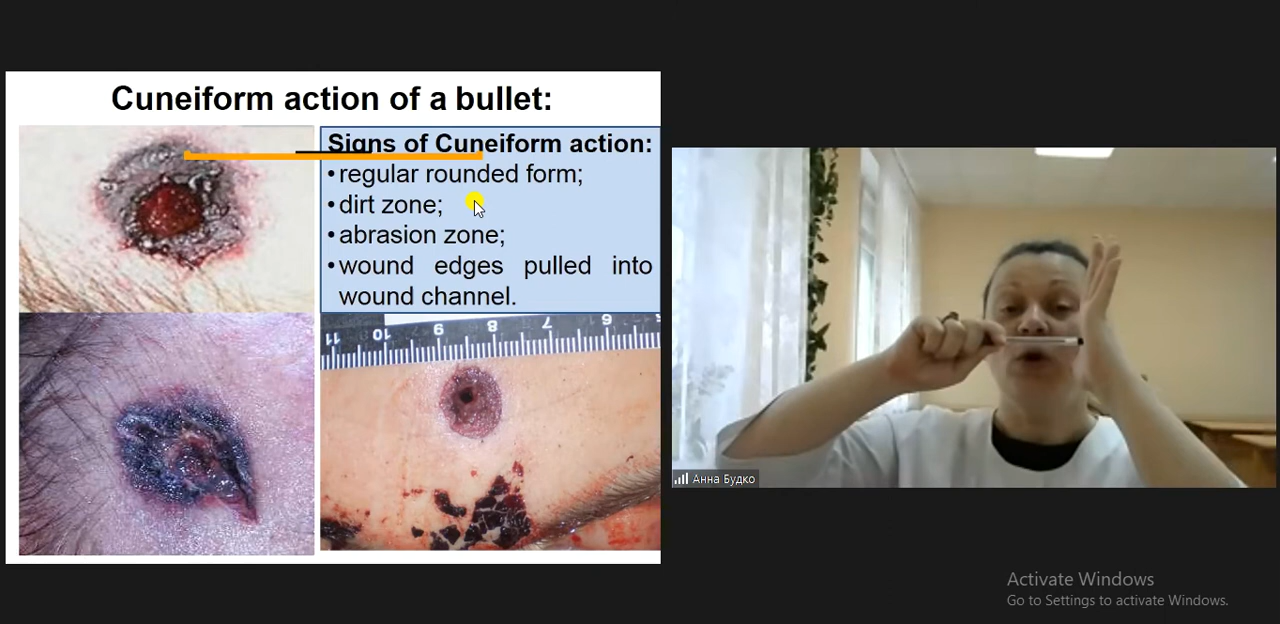 Cuneiform action of a bullet:
Signs of Cuneiform action:
• regular rounded form;
• dirt zone;
• abrasion zone;
• wound edges pulled into
wound channel.
11 10 9 8 7 6
Анна Будко
Activate Windows
Go to Settings to activate Windows.